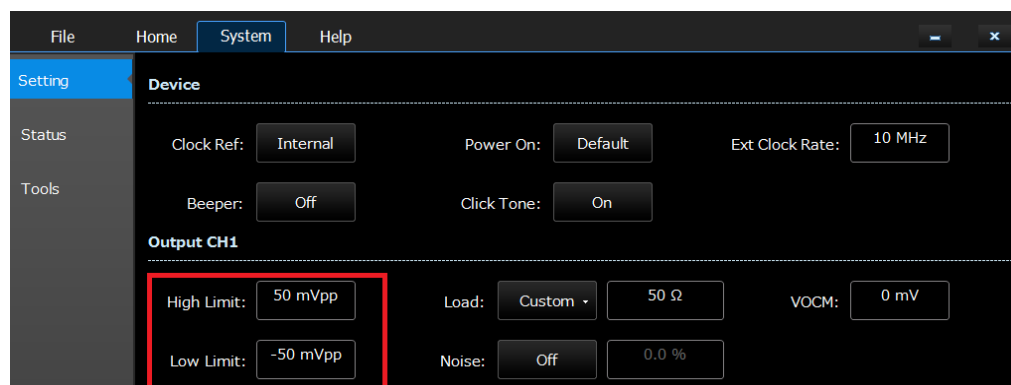 File Home System Help
Setting
Device
Status
Clock Ref: Internal Power On: Default Ext Clock Rate: 10 MHz
Tools
Beeper: Off Click Tone: On
Output CH1
High Limit: 50 mVpp Load: Custom 50 Ω VOCM: 0 mV
Low Limit: -50 mVpp Noise: Off 0.0 %